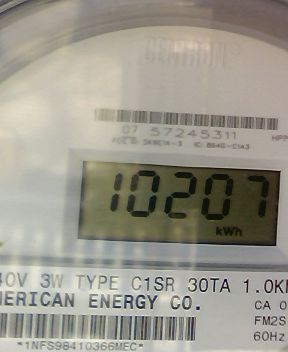 CENTRON
07 57245311
10207
kWh
40V 3W TYPE C1SR 30TA 1.0K
MERICAN ENERGY CO.
CA 0
FM2S
60Hz
*1NFS98410366MEC*